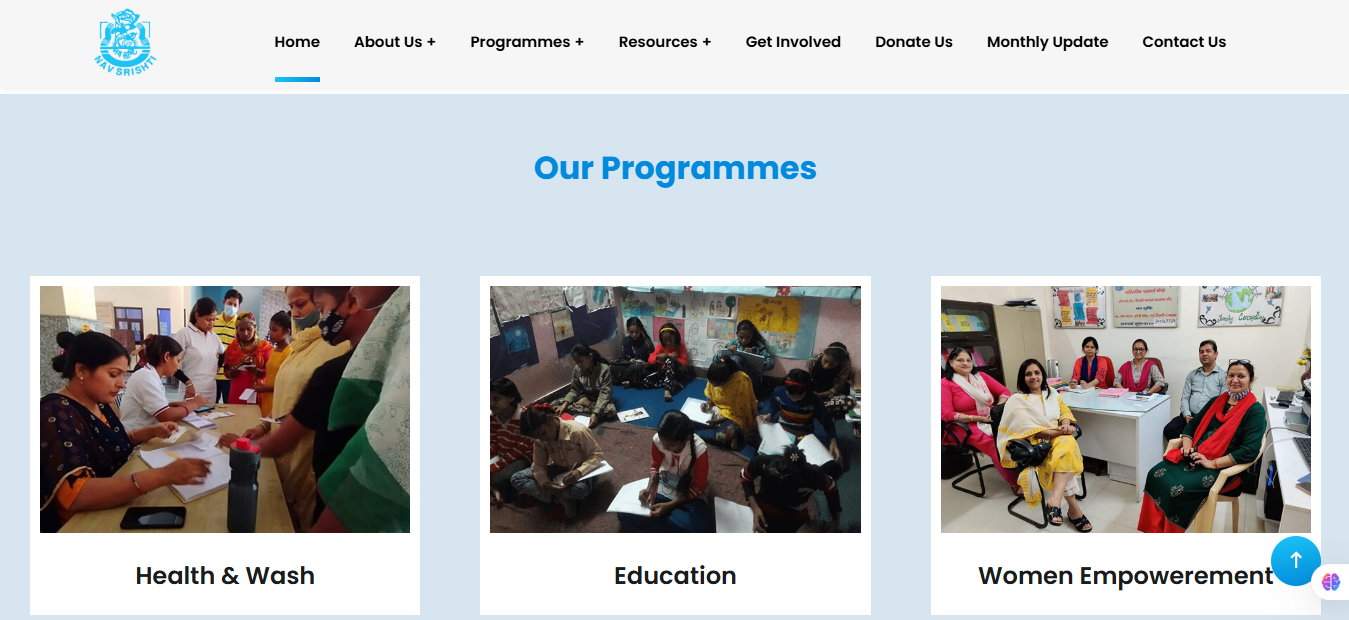 NAV SRISHTI
Home
About Us +
Programmes +
Resources +
Get Involved
Donate Us
Monthly Update
Contact Us
Our Programmes
Health & Wash
Education
Women Empowerement